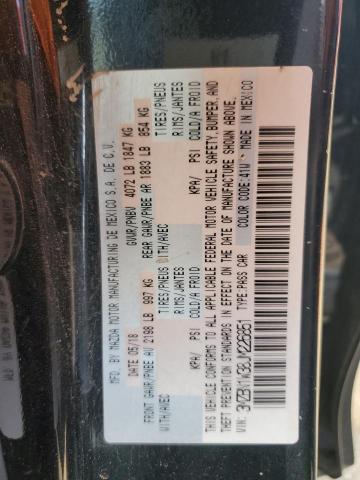 MFD. BY MAZDA MOTOR MANUFACTURING DE MEXICO S.A. DE C.V.
DATE 05/18 GVWR/PNBV 4072 LB 1847 KG
FRONT GAWR/PNBE AV 2198 LB 997 KG REAR GAWR/PNBE AR 1883 LB 854 KG
WITH/AVEC TIRES/PNEUS WITH/AVEC TIRES/PNEUS
RIMS/JANTES RIMS/JANTES
KPA/ PSI COLD/A FROID KPA/ PSI COLD/A FROID
THIS VEHICLE CONFORMS TO ALL APPLICABLE FEDERAL MOTOR VEHICLE SAFETY, BUMPER, AND
THEFT PREVENTION STANDARDS IN EFFECT ON THE DATE OF MANUFACTURE SHOWN ABOVE.
VIN: TYPE:PASS CAR COLOR CODE:41W MADE IN MEXICO